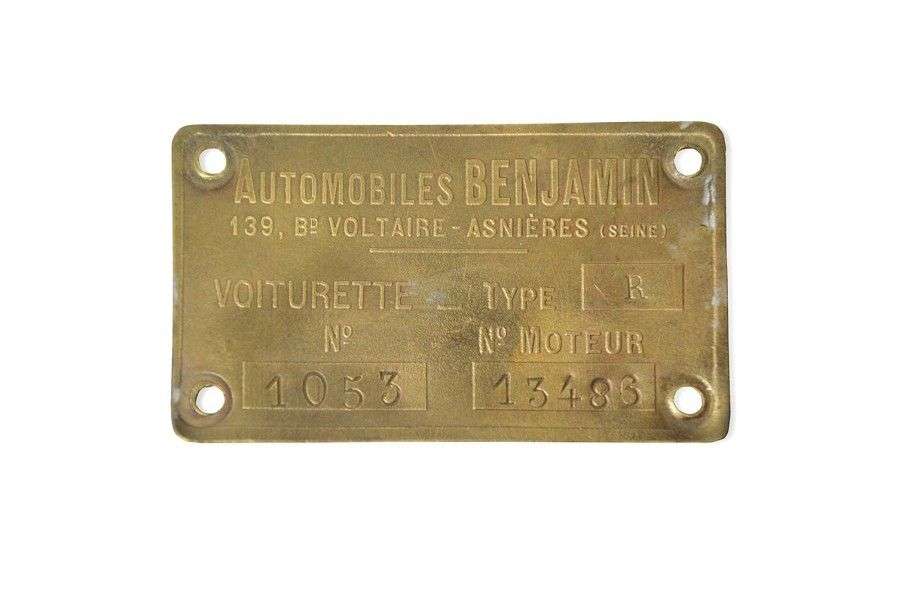 AUTOMOBILES BENJAMIN
139, Bᴰ VOLTAIRE - ASNIÈRES (SEINE)
VOITURETTE _ TYPE R
Nº Nº MOTEUR
1053 13486